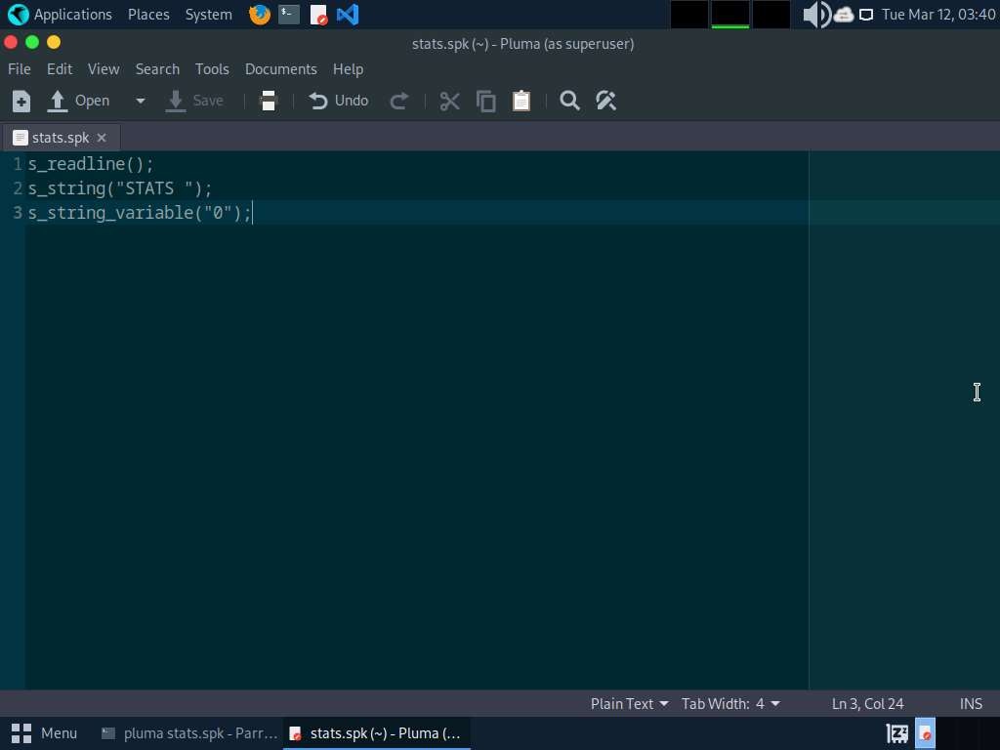 Applications Places System Tue Mar 12, 03:40
stats.spk (~) - Pluma (as superuser)
File Edit View Search Tools Documents Help
Open Save Undo
stats.spk
1 s_readline();
2 s_string("STATS ");
3 s_string_variable("0");
Plain Text Tab Width: 4 Ln 3, Col 24 INS
Menu pluma stats.spk - Parr... stats.spk (~) - Pluma (...